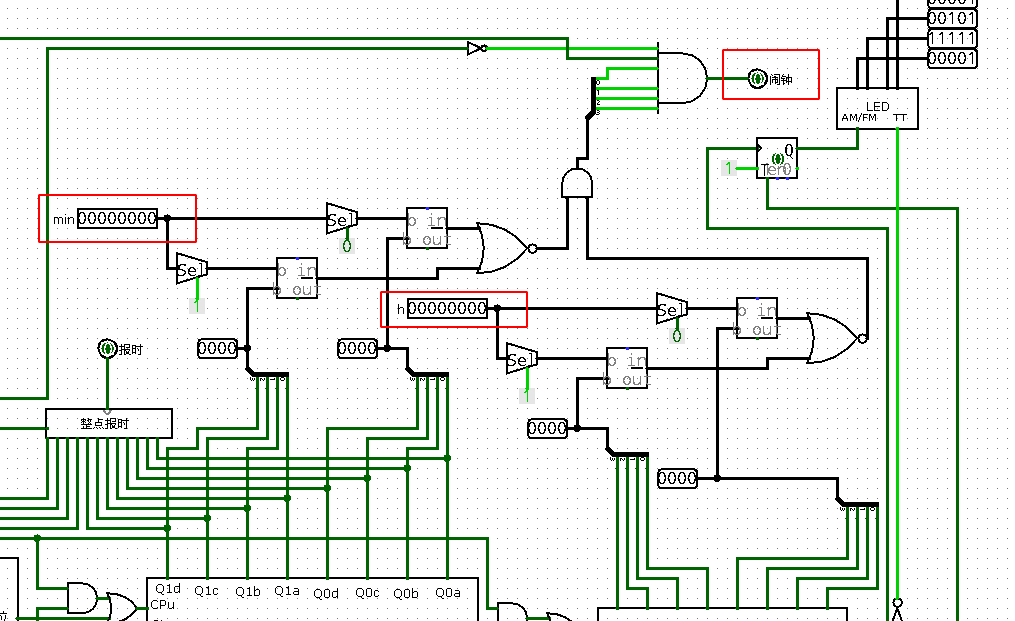 00101
11111
00001
闹钟
LED
AM/FM TT
Q
1
0
min 00000000
Sel
b in
0
b out
Sel
b in
1
b out
h 00000000
Sel
b in
0
b out
报时
0000
0000
Sel
b in
1
b out
整点报时
0000
0000
Q1d Q1c Q1b Q1a Q0d Q0c Q0b Q0a
CPu